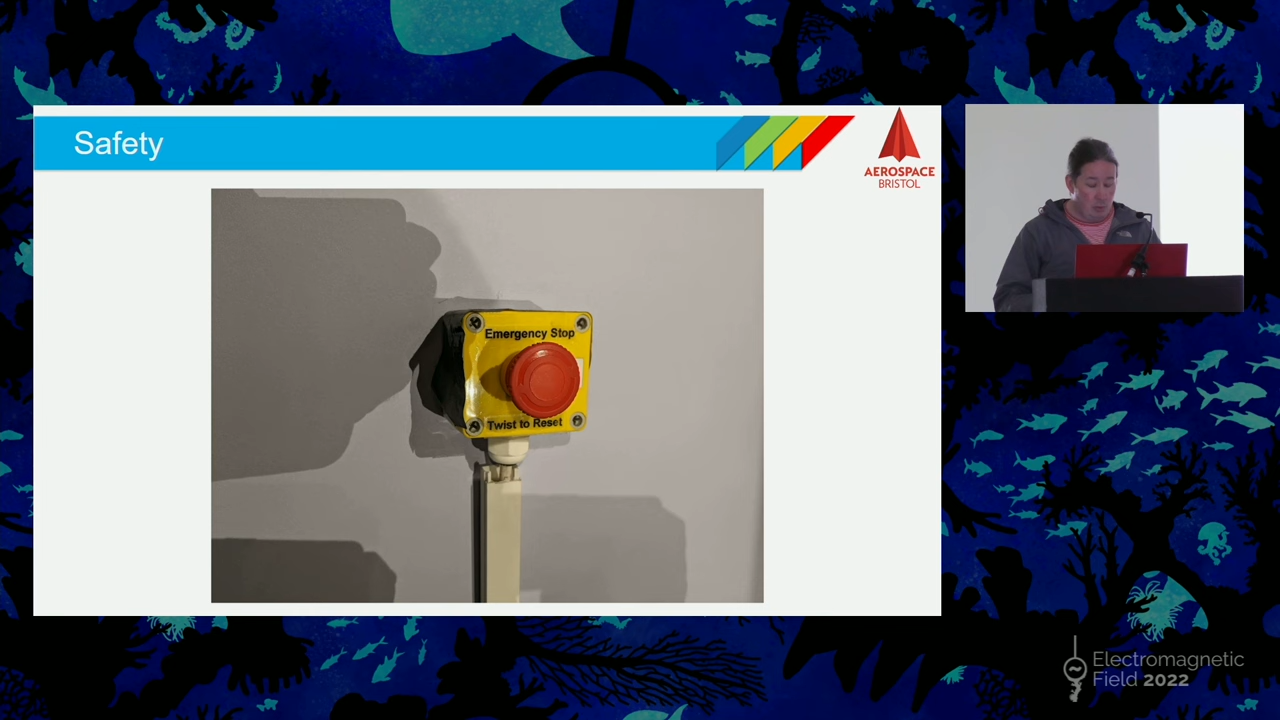 Safety
AEROSPACE
BRISTOL
Emergency Stop
Twist to Reset
Electromagnetic
Field 2022